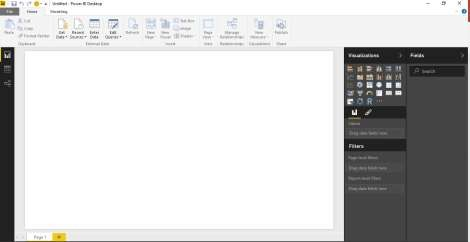 Untitled - Power BI Desktop
File Home Modeling
Paste Cut
Copy
Format Painter
Get Data Recent Sources Enter Data Edit Queries Refresh
New Page New Visual Text Box
Image
Shapes
Page View Manage Relationships New Measure Publish
Clipboard External Data Insert View Relationships Calculations Share
Visualizations Fields
Search
Values
Drag data fields here
Filters
Page level filters
Drag data fields here
Report level filters
Drag data fields here
Page 1